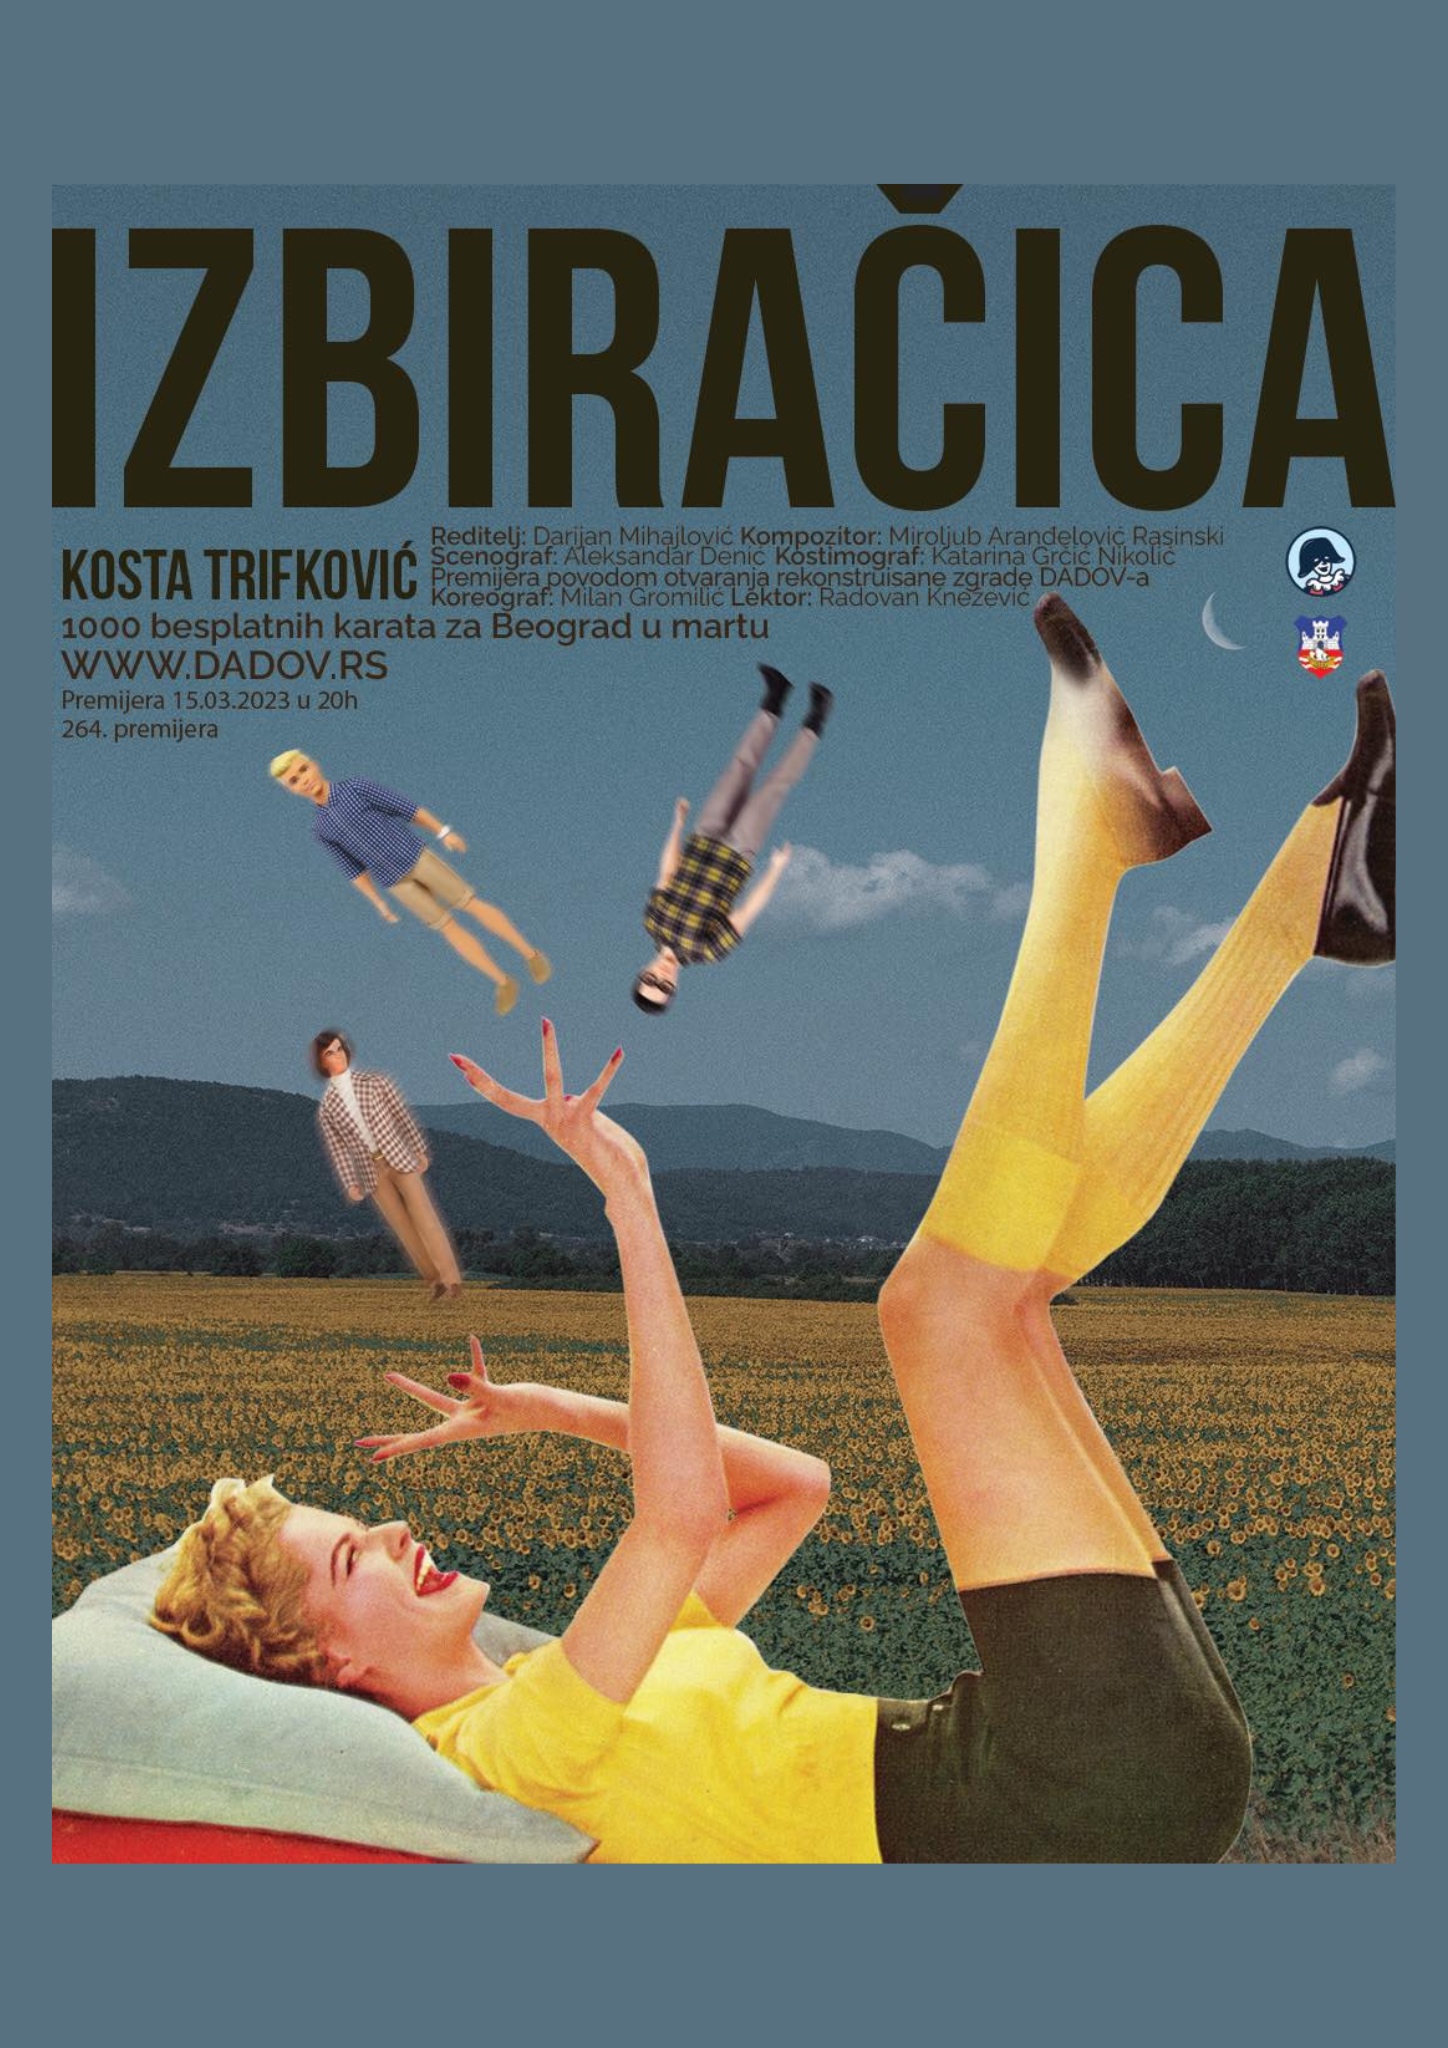 IZBIRAČICA
KOSTA TRIFKOVIĆ
Reditelj: Darijan Mihajlović Kompozitor: Miroljub Aranđelović Rasinski
Scenograf: Aleksandar Denić Kostimograf: Katarina Grčić Nikolić
Premijera povodom otvaranja rekonstruisane zgrade DADOV-a
Koreograf: Milan Gromilić Lektor: Radovan Knežević
1000 besplatnih karata za Beograd u martu
WWW.DADOV.RS
Premijera 15.03.2023 u 20h
264. premijera